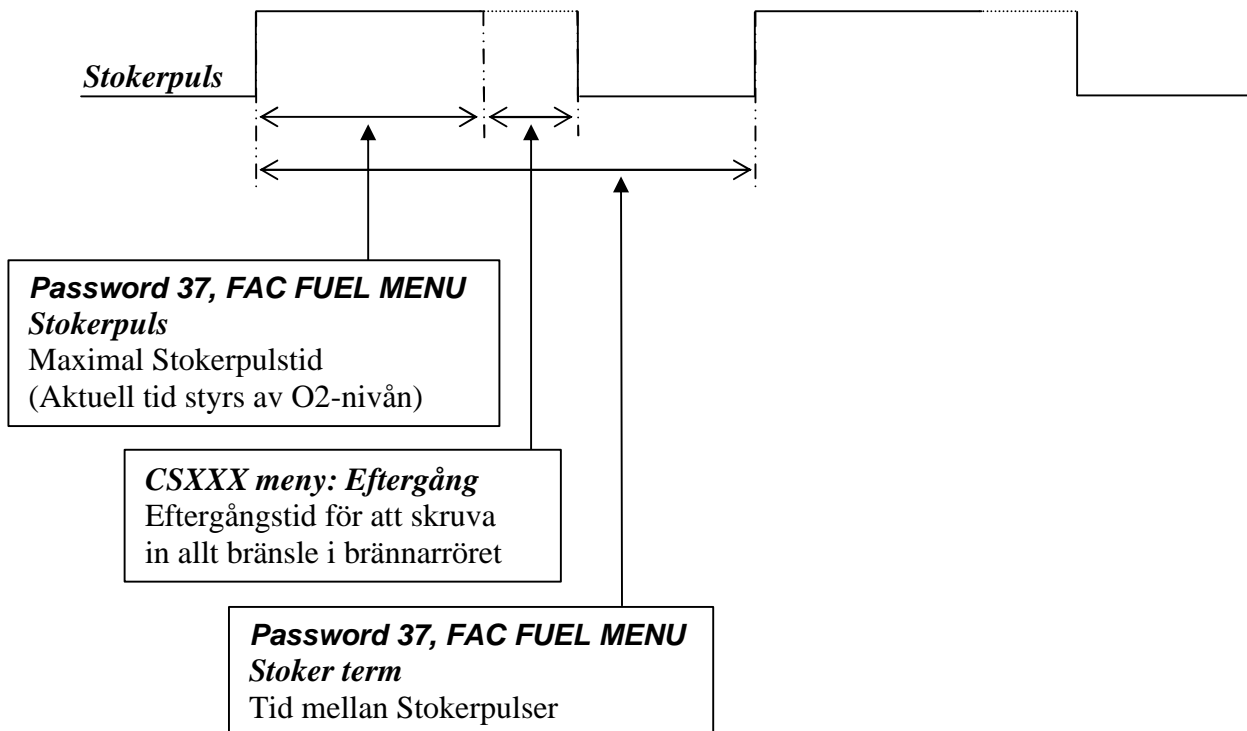 Stokerpuls
Password 37, FAC FUEL MENU
Stokerpuls
Maximal Stokerpulstid
(Aktuell tid styrs av O2-nivån)
CSXXX meny: Eftergång
Eftergångstid för att skruva
in allt bränsle i brännarröret
Password 37, FAC FUEL MENU
Stoker term
Tid mellan Stokerpulser